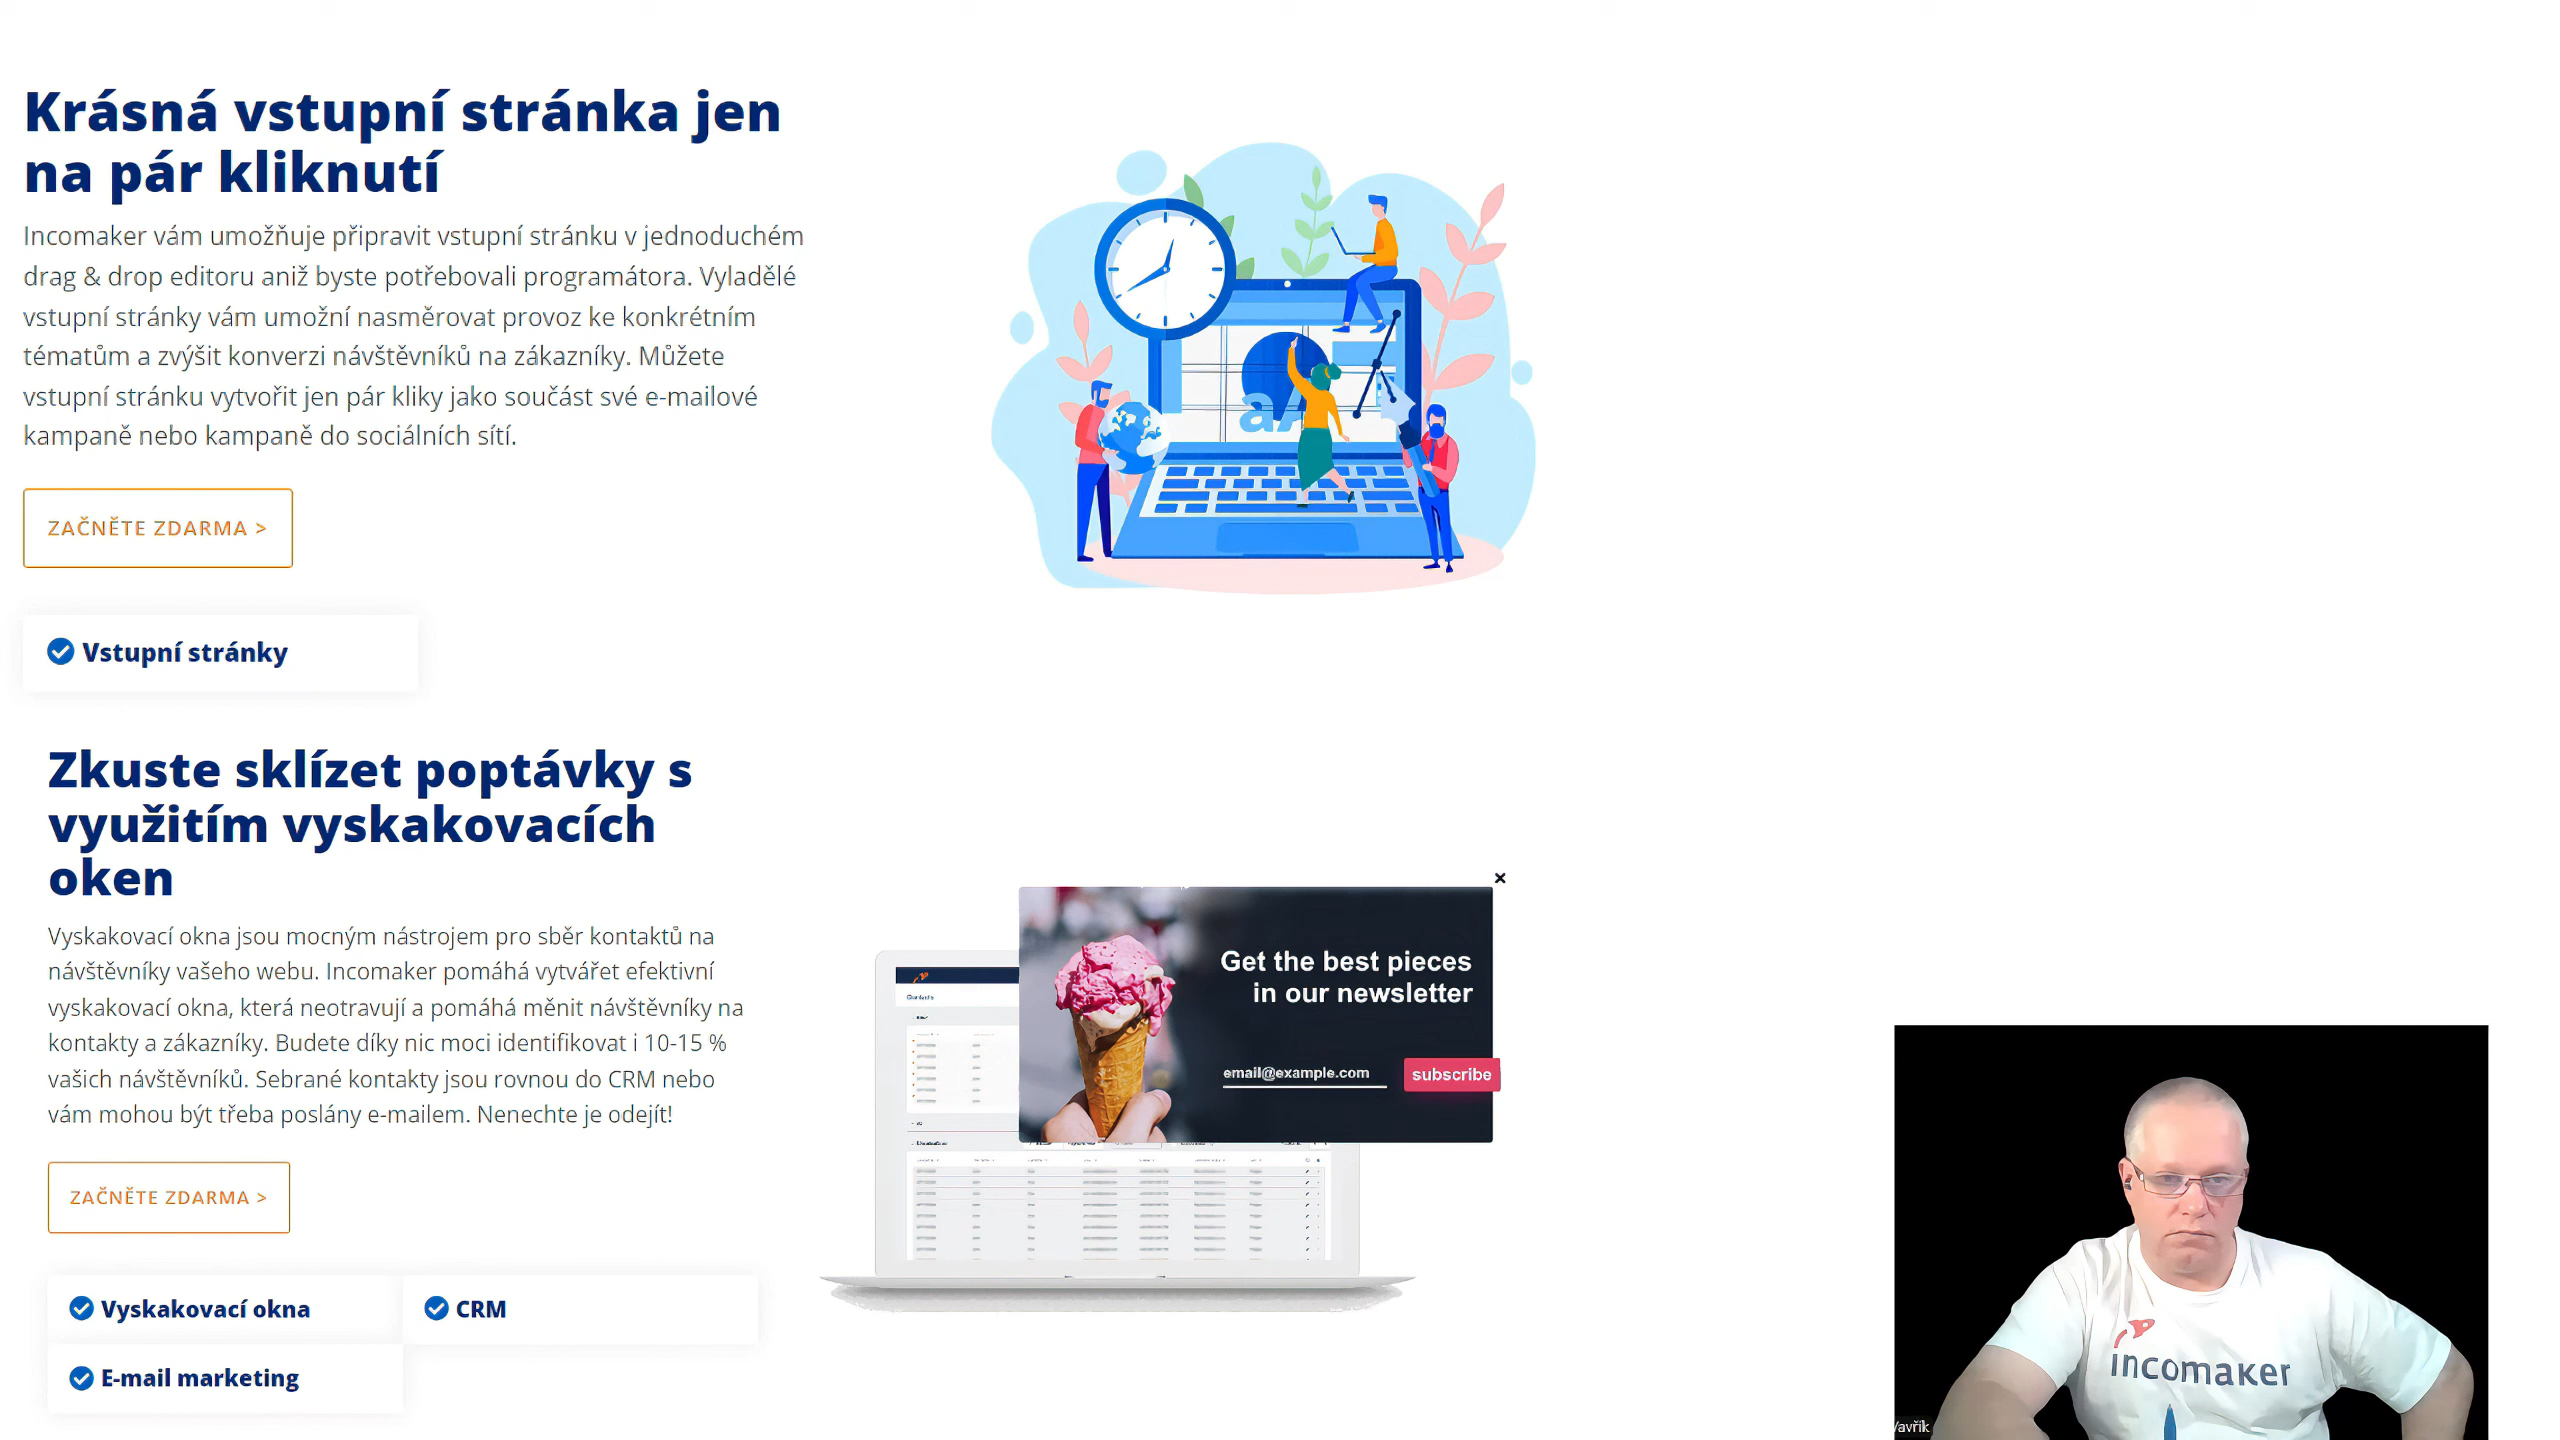 Krásná vstupní stránka jen
na pár kliknutí
Incomaker vám umožňuje připravit vstupní stránku v jednoduchém
drag & drop editoru aniž byste potřebovali programátora. Vyladělé
vstupní stránky vám umožní nasměrovat provoz ke konkrétním
tématům a zvýšit konverzi návštěvníků na zákazníky. Můžete
vstupní stránku vytvořit jen pár kliky jako součást své e-mailové
kampaně nebo kampaně do sociálních sítí.
ZAČNĚTE ZDARMA >
Vstupní stránky
Zkuste sklízet poptávky s
využitím vyskakovacích
oken
Vyskakovací okna jsou mocným nástrojem pro sběr kontaktů na
návštěvníky vašeho webu. Incomaker pomáhá vytvářet efektivní
vyskakovací okna, která neotravují a pomáhá měnit návštěvníky na
kontakty a zákazníky. Budete díky nic moci identifikovat i 10-15 %
vašich návštěvníků. Sebrané kontakty jsou rovnou do CRM nebo
vám mohou být třeba poslány e-mailem. Nenechte je odejít!
ZAČNĚTE ZDARMA >
Vyskakovací okna
CRM
E-mail marketing
Get the best pieces
in our newsletter
email@example.com
subscribe
incomaker